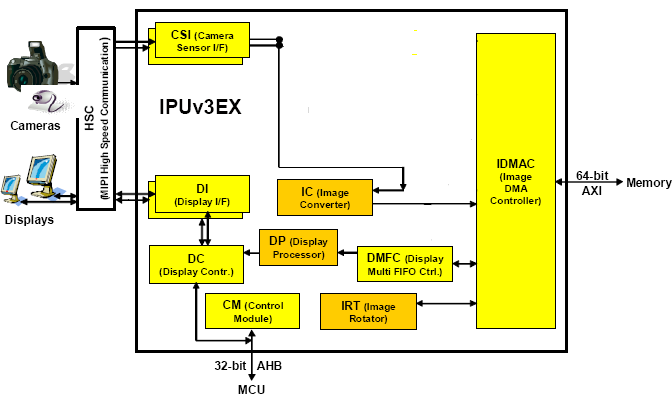 CSI (Camera
Sensor I/F)
HSC
(MIPI High Speed Communication)
IPUv3EX
Cameras
IDMAC
(Image
DMA
Controller)
64-bit
AXI
Memory
DI
(Display I/F)
IC (Image
Converter)
Displays
DP (Display
Processor)
DC
(Display Contr.)
DMFC (Display
Multi FIFO Ctrl.)
CM (Control
Module)
IRT (Image
Rotator)
32-bit AHB
MCU